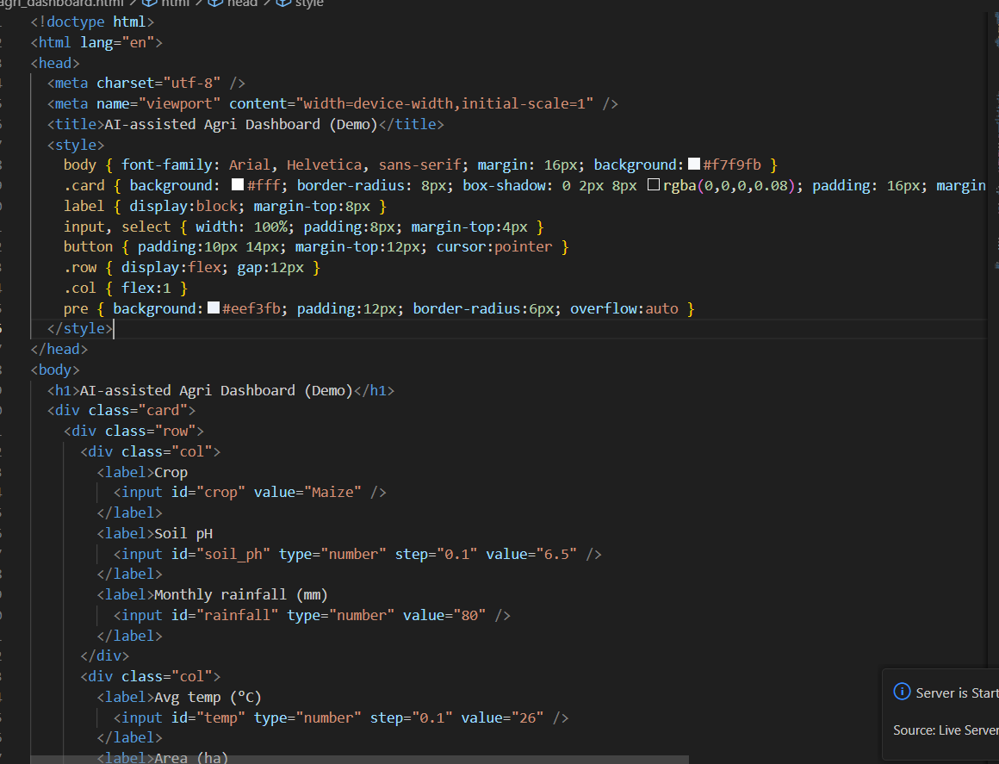 agri_dashboard.html > html > head > style
<!doctype html>
<html lang="en">
<head>
<meta charset="utf-8" />
<meta name="viewport" content="width=device-width,initial-scale=1" />
<title>AI-assisted Agri Dashboard (Demo)</title>
<style>
body { font-family: Arial, Helvetica, sans-serif; margin: 16px; background:#f7f9fb }
.card { background: #fff; border-radius: 8px; box-shadow: 0 2px 8px rgba(0,0,0,0.08); padding: 16px; margin
label { display:block; margin-top:8px }
input, select { width: 100%; padding:8px; margin-top:4px }
button { padding:10px 14px; margin-top:12px; cursor:pointer }
.row { display:flex; gap:12px }
.col { flex:1 }
pre { background:#eef3fb; padding:12px; border-radius:6px; overflow:auto }
</style>
</head>
<body>
<h1>AI-assisted Agri Dashboard (Demo)</h1>
<div class="card">
<div class="row">
<div class="col">
<label>Crop
<input id="crop" value="Maize" />
</label>
<label>Soil pH
<input id="soil_ph" type="number" step="0.1" value="6.5" />
</label>
<label>Monthly rainfall (mm)
<input id="rainfall" type="number" value="80" />
</label>
</div>
<div class="col">
<label>Avg temp (°C)
<input id="temp" type="number" step="0.1" value="26" />
</label>
<label>Area (ha)
Server is Start
Source: Live Server